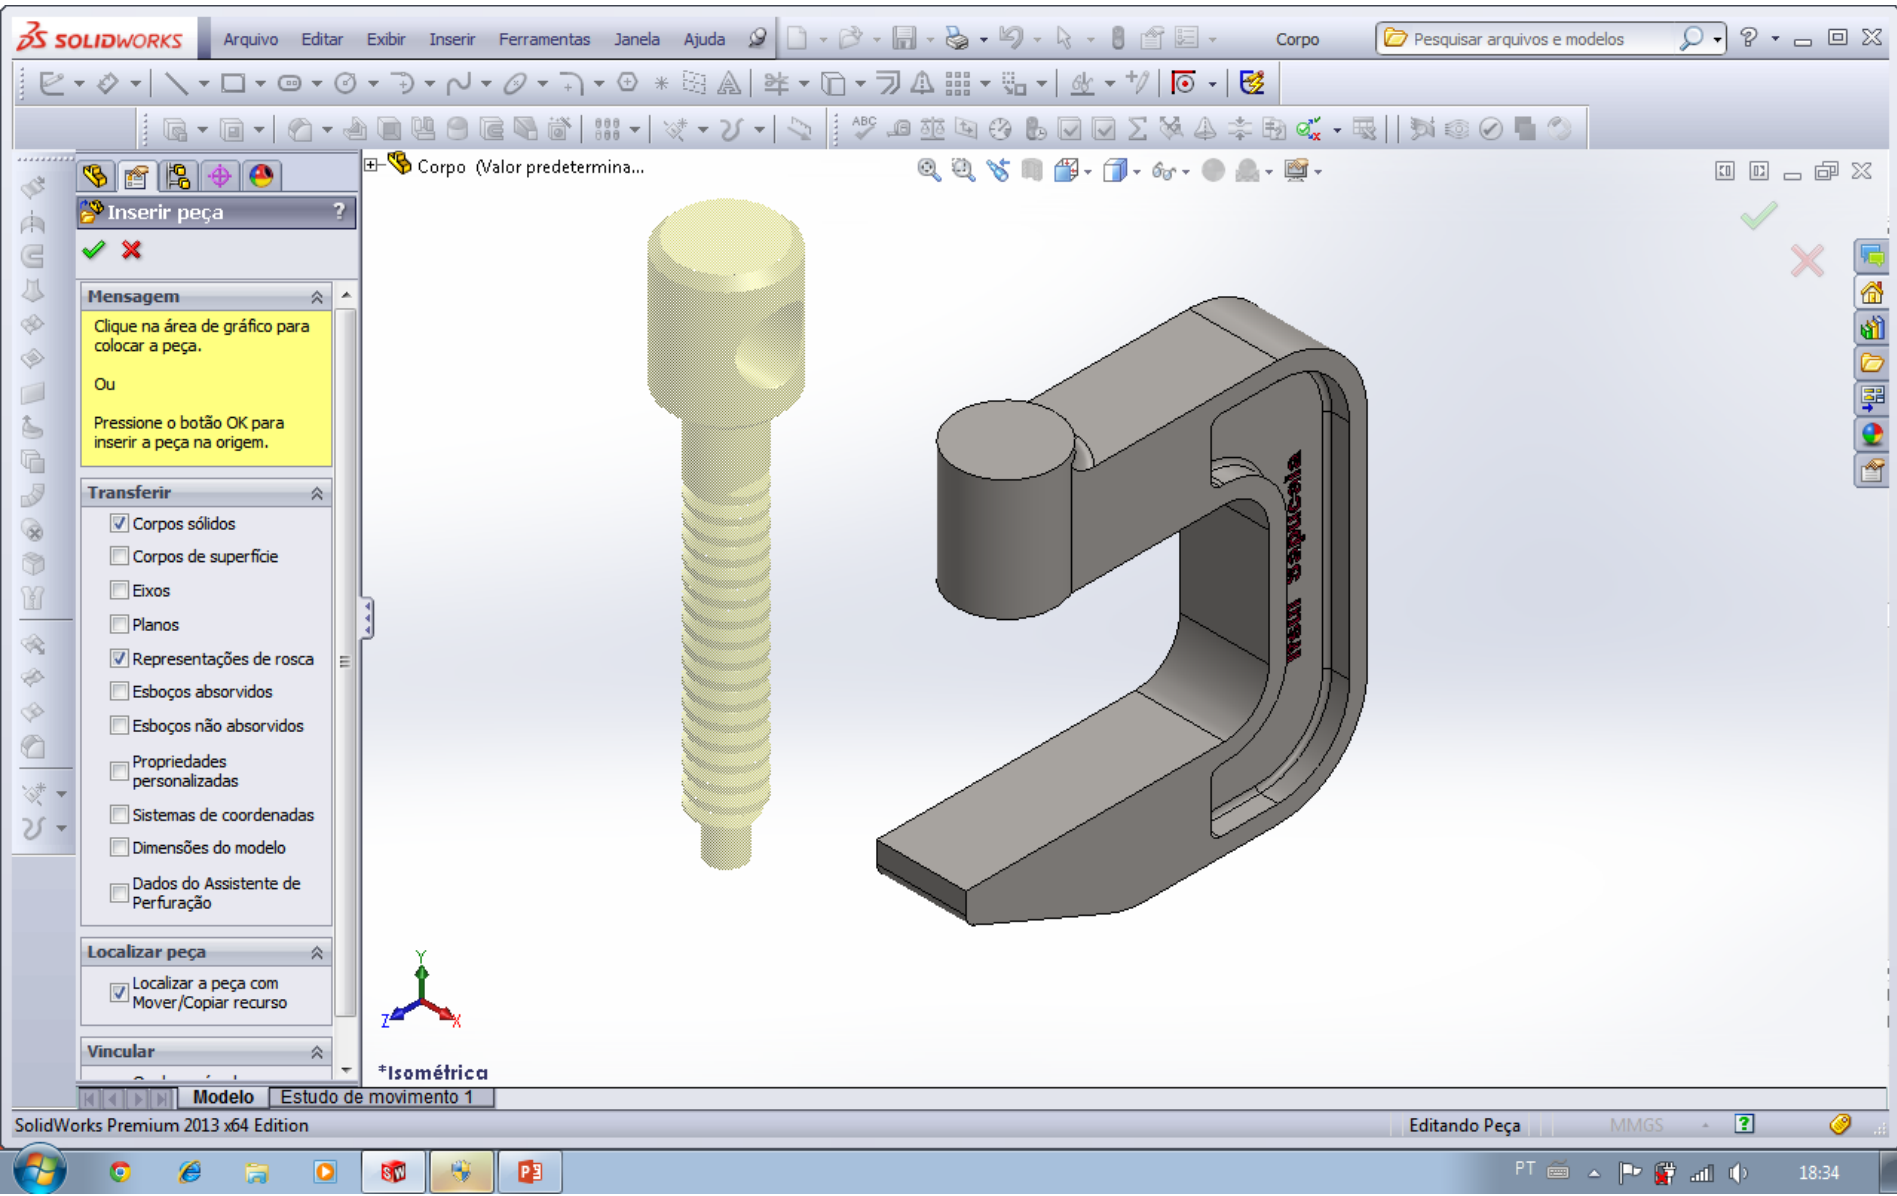 SOLIDWORKS Arquivo Editar Exibir Inserir Ferramentas Janela Ajuda Corpo Pesquisar arquivos e modelos
ABC
Corpo (Valor predetermina...
Inserir peça ?
Mensagem
Clique na área de gráfico para
colocar a peça.
Ou
Pressione o botão OK para
inserir a peça na origem.
Transferir
Corpos sólidos
Corpos de superfície
Eixos
Planos
Representações de rosca
Esboços absorvidos
Esboços não absorvidos
Propriedades
personalizadas
Sistemas de coordenadas
Dimensões do modelo
Dados do Assistente de
Perfuração
Localizar peça
Localizar a peça com
Mover/Copiar recurso
Vincular
Y
Z
X
*Isométrica
Modelo Estudo de movimento 1
SolidWorks Premium 2013 x64 Edition Editando Peça MMGS
PT 18:34